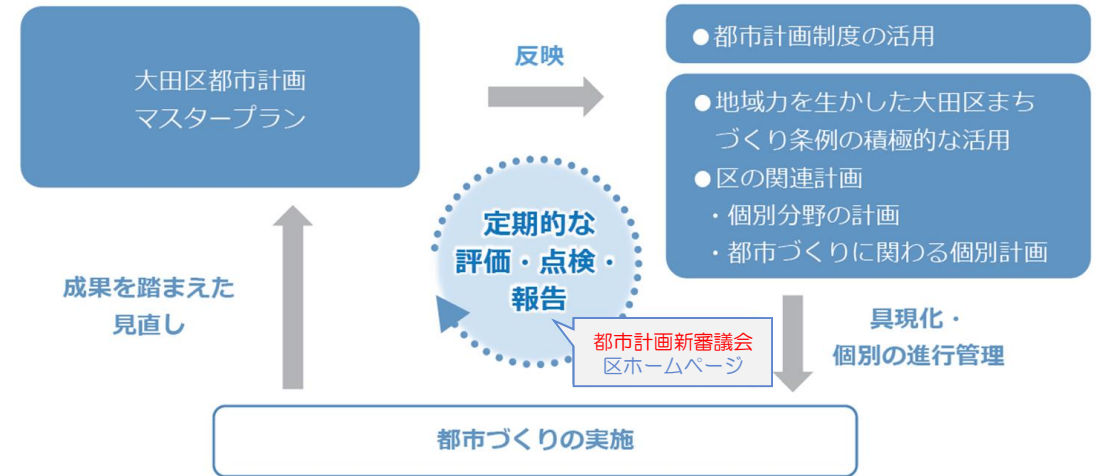 大田区都市計画
マスタープラン
反映
●都市計画制度の活用
●地域力を生かした大田区まち
づくり条例の積極的な活用
●区の関連計画
・個別分野の計画
・都市づくりに関わる個別計画
定期的な
評価・点検・
報告
都市計画新審議会
区ホームページ
成果を踏まえた
見直し
具現化・
個別の進行管理
都市づくりの実施